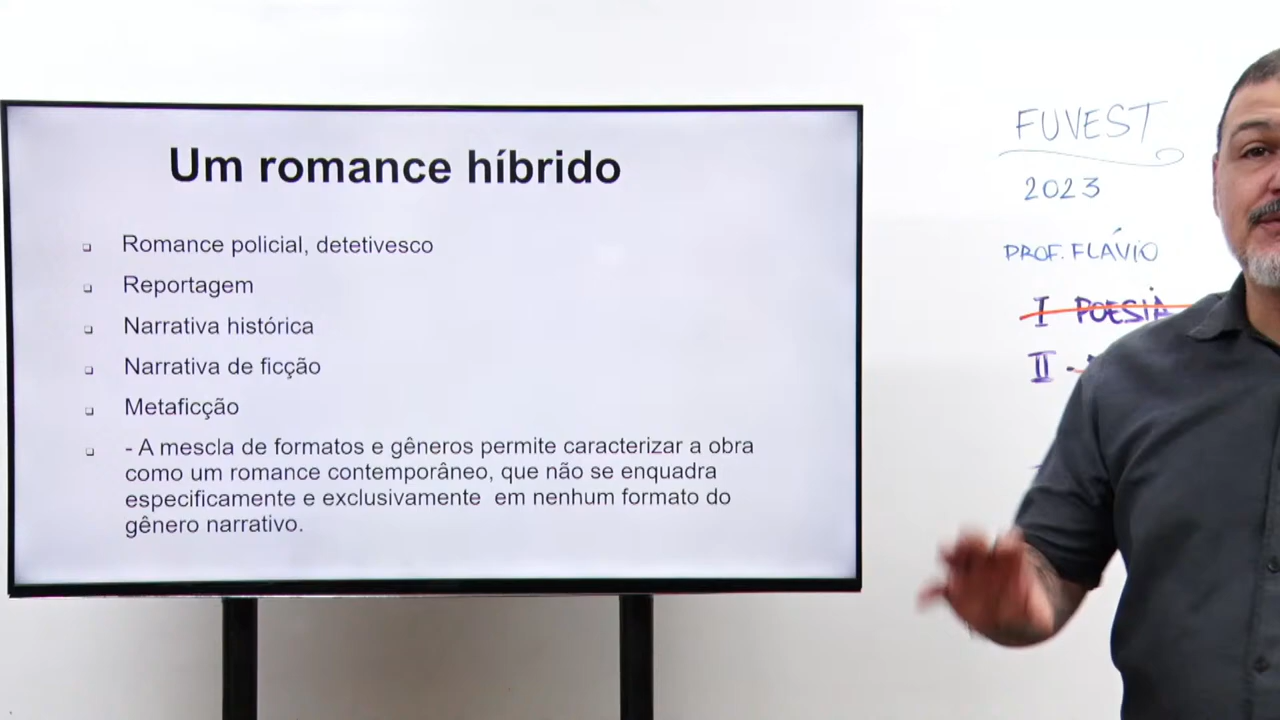 Um romance híbrido
Romance policial, detetivesco
Reportagem
Narrativa histórica
Narrativa de ficção
Metaficção
- A mescla de formatos e gêneros permite caracterizar a obra
como um romance contemporâneo, que não se enquadra
especificamente e exclusivamente em nenhum formato do
gênero narrativo.
FUVEST
2023
PROF. FLÁVIO
I POESIA
II -